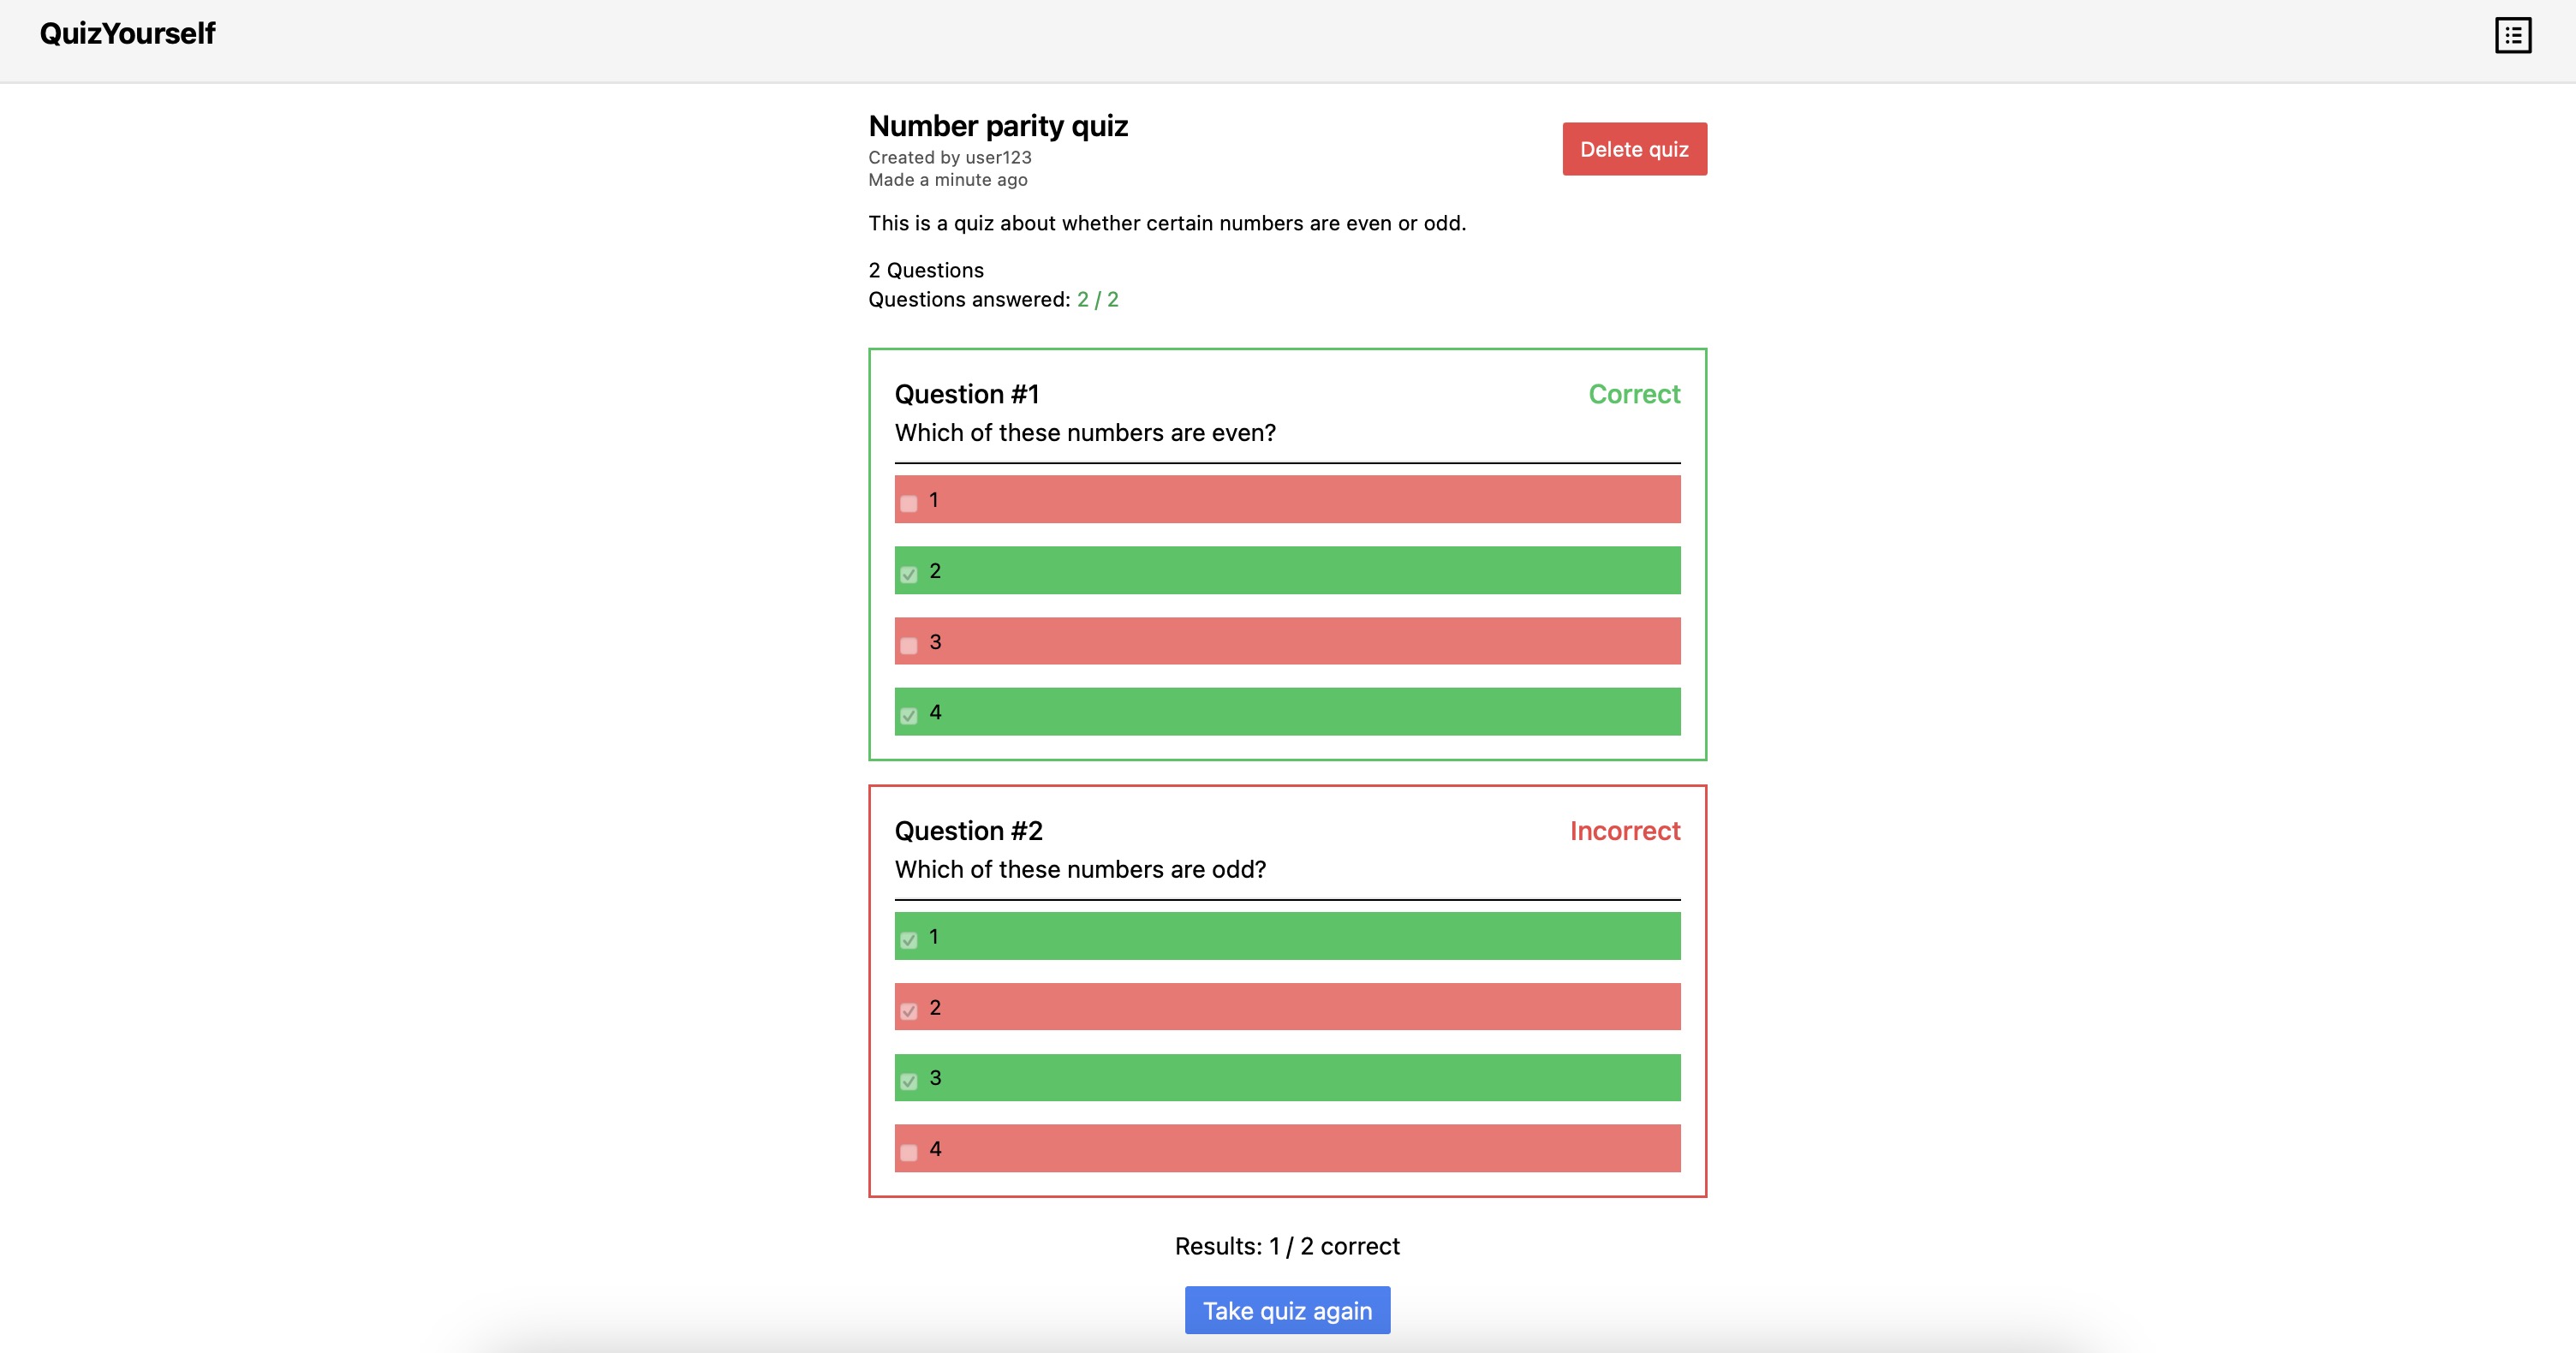 QuizYourself
Number parity quiz
Delete quiz
Created by user123
Made a minute ago
This is a quiz about whether certain numbers are even or odd.
2 Questions
Questions answered: 2 / 2
Question #1
Correct
Which of these numbers are even?
1
2
3
4
Question #2
Incorrect
Which of these numbers are odd?
1
2
3
4
Results: 1 / 2 correct
Take quiz again